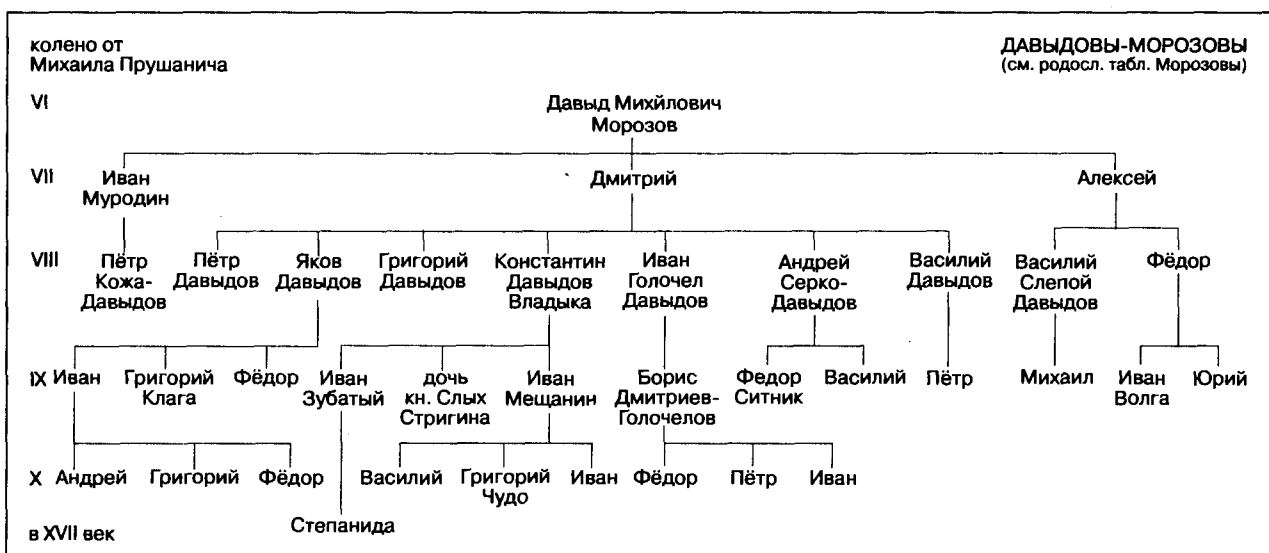 колено от
Михаила Прушанича
ДАВЫДОВЫ-МОРОЗОВЫ
(см. родосл. табл. Морозовы)
VI
Давыд Михйлович
Морозов
VII
Иван
Муродин
Дмитрий
Алексей
VIII
Пётр
Кожа-
Давыдов
Пётр
Давыдов
Яков
Давыдов
Григорий
Давыдов
Константин
Давыдов
Владыка
Иван
Голочел
Давыдов
Андрей
Серко-
Давыдов
Василий
Давыдов
Василий
Слепой
Давыдов
Фёдор
IX
Иван
Григорий
Клага
Фёдор
Иван
Зубатый
дочь
кн. Слых
Стригина
Иван
Мещанин
Борис
Дмитриев-
Голочелов
Федор
Ситник
Василий
Пётр
Михаил
Иван
Волга
Юрий
X
Андрей
Григорий
Фёдор
Василий
Григорий
Чудо
Иван
Фёдор
Пётр
Иван
Степанида
в XVII век